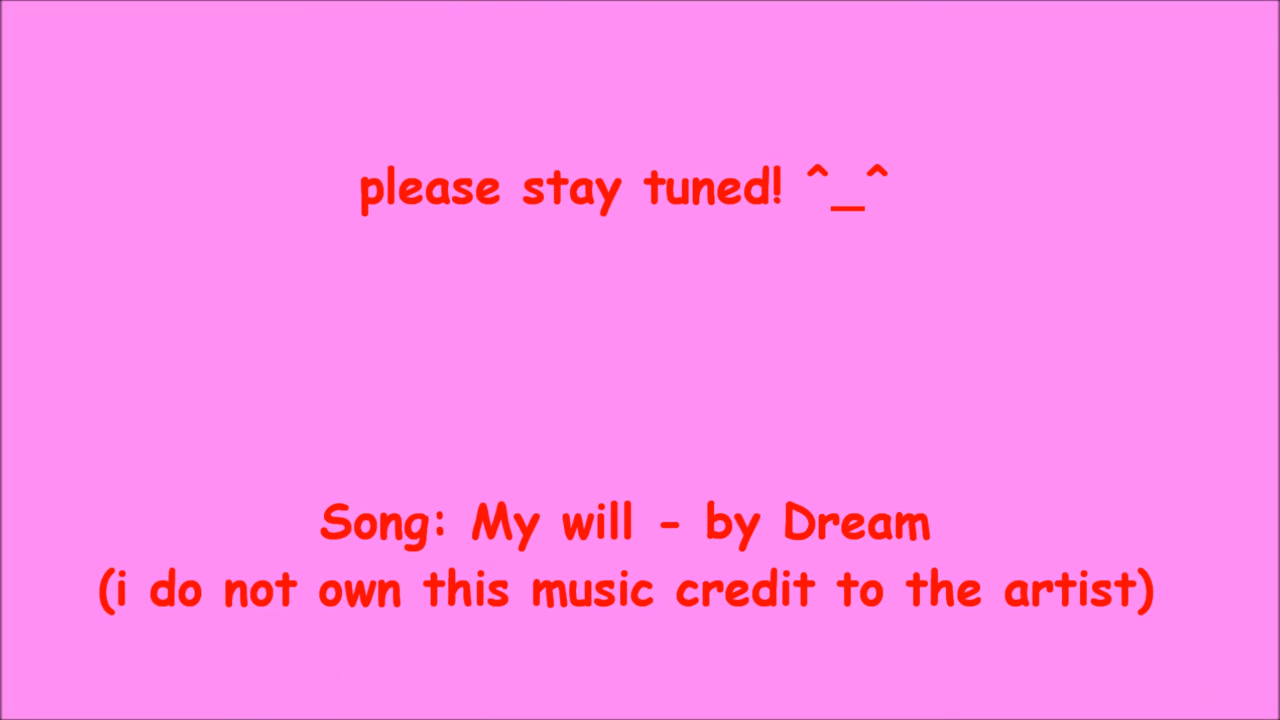 please stay tuned! ^_^
Song: My will - by Dream
(i do not own this music credit to the artist)